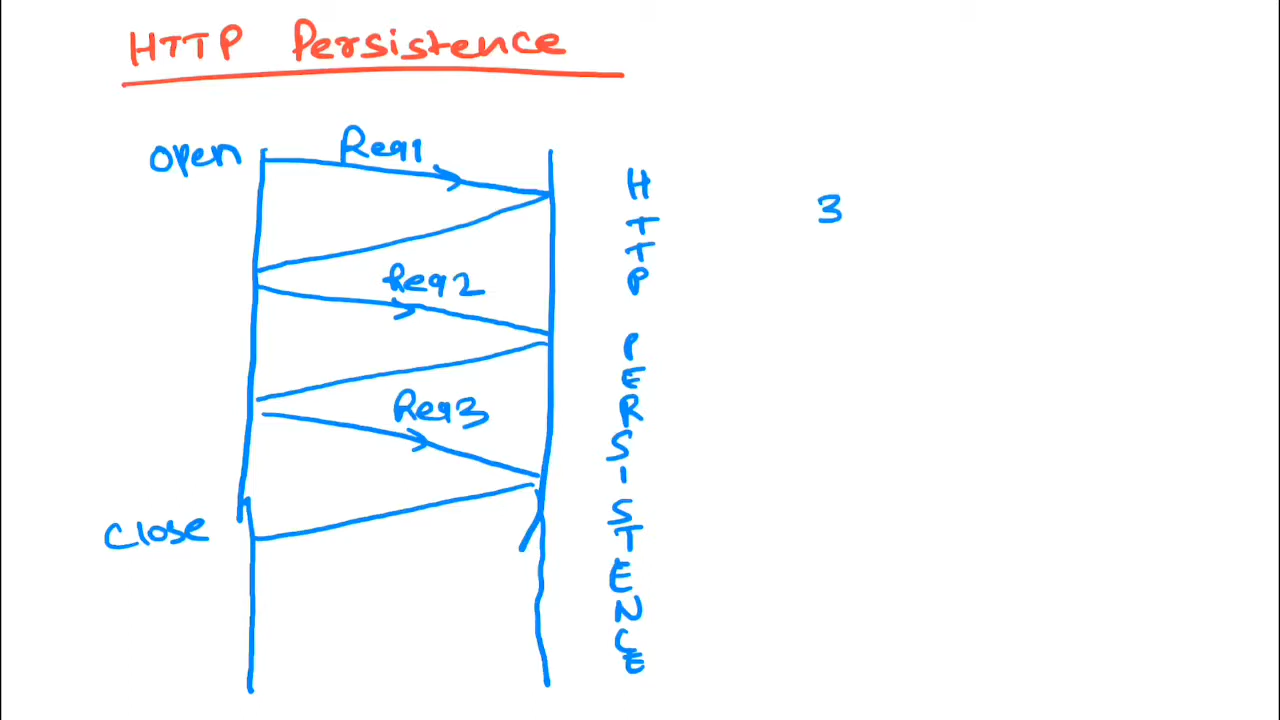 HTTP Persistence
open
Req1
Req2
Req3
close
HTTP PERSISTENCE
3